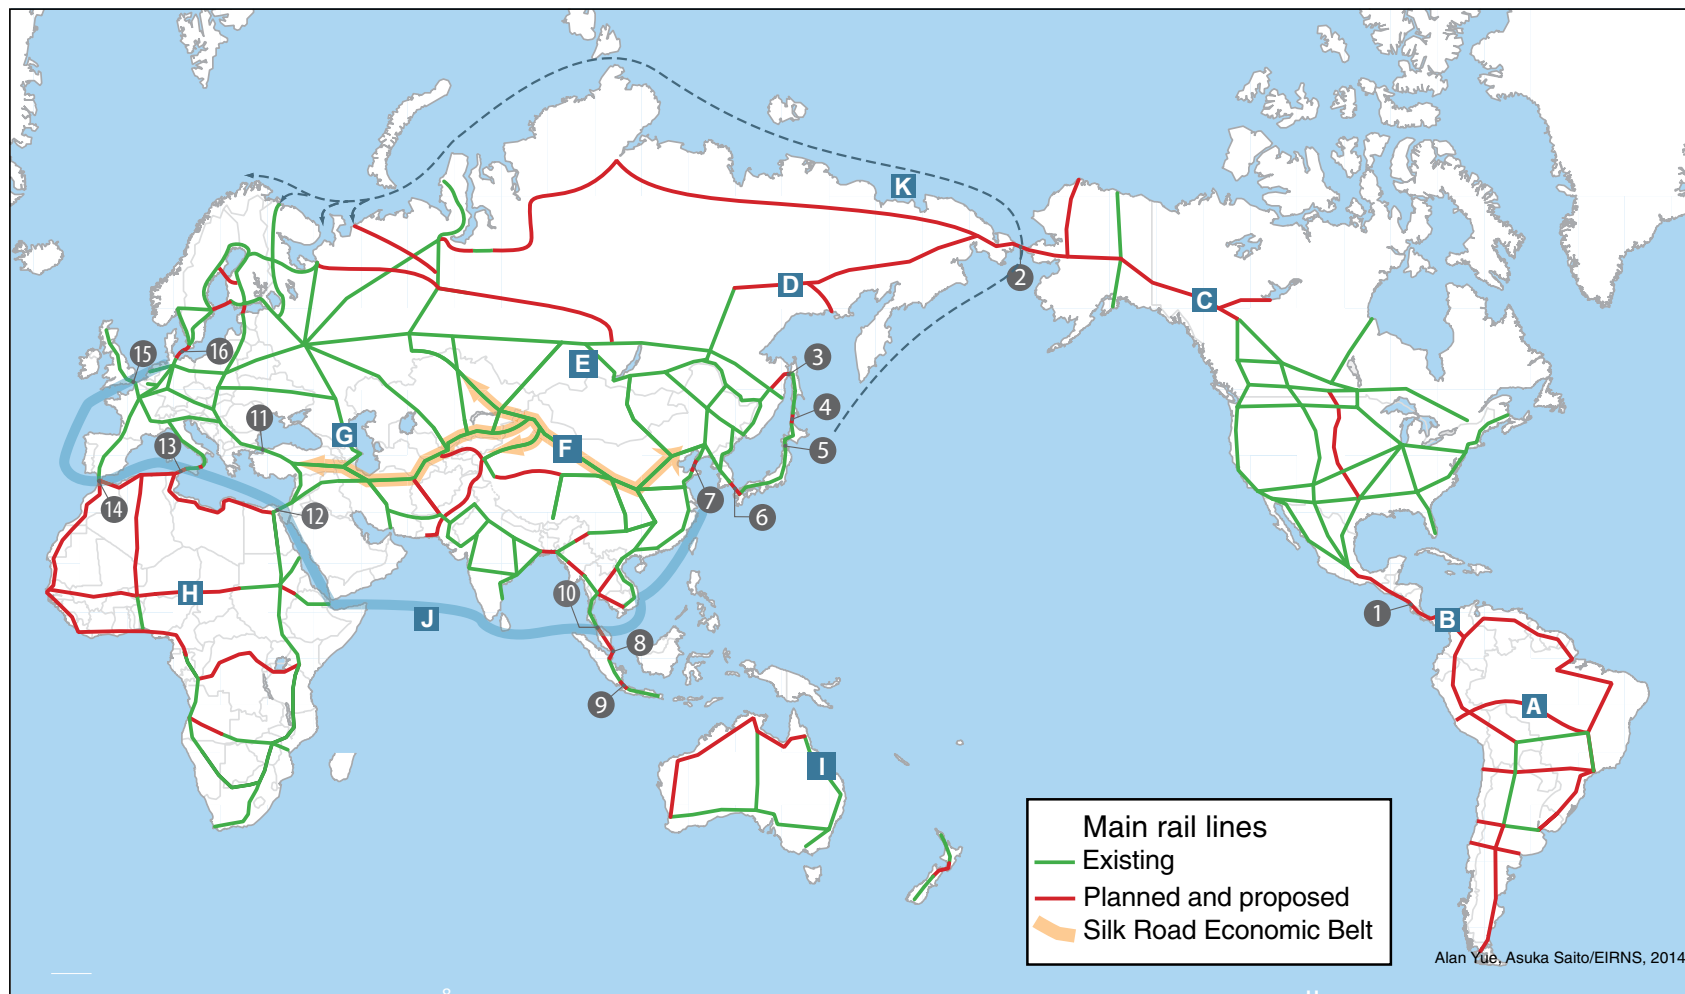 K
2
D
C
3
15
16
E
4
11
G
13
F
5
7
14
12
6
10
H
1
J
B
8
9
A
I
Main rail lines
Existing
Planned and proposed
Silk Road Economic Belt
Alan Yue, Asuka Saito/EIRNS, 2014